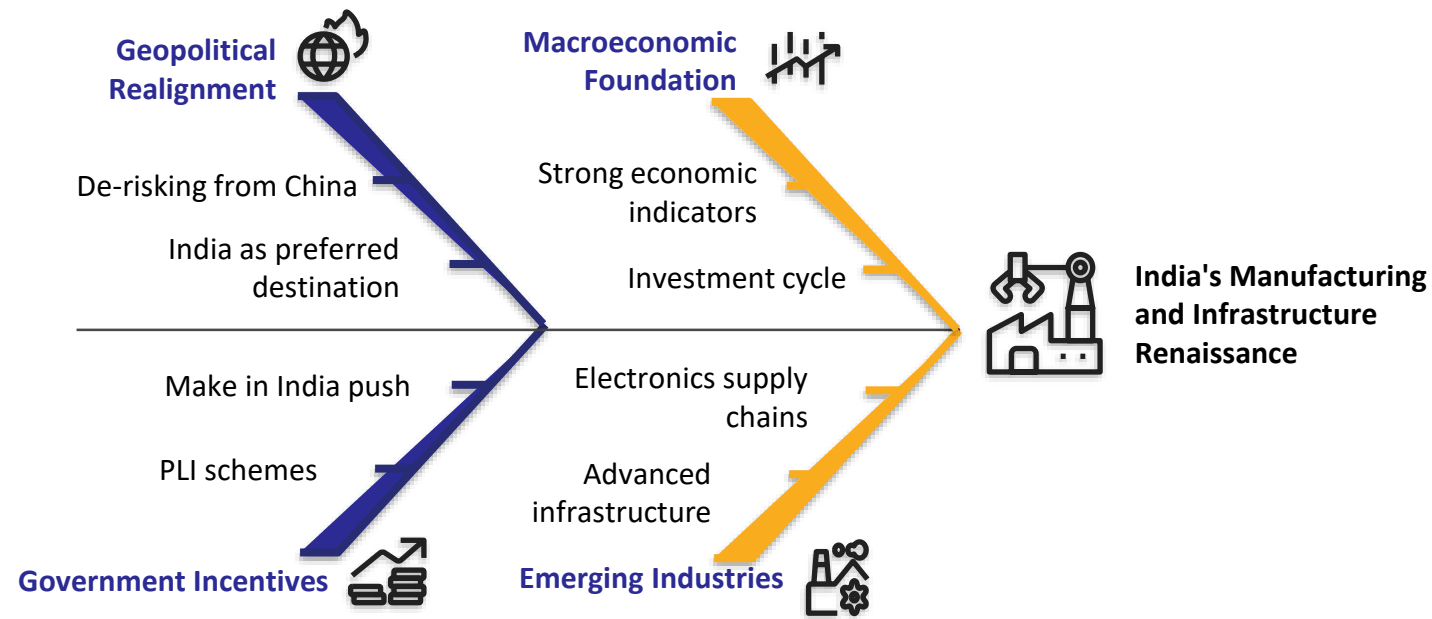 Geopolitical
Realignment
De-risking from China
India as preferred
destination
Macroeconomic
Foundation
Strong economic
indicators
Investment cycle
India's Manufacturing
and Infrastructure
Renaissance
Make in India push
PLI schemes
Government Incentives
Electronics supply
chains
Advanced
infrastructure
Emerging Industries